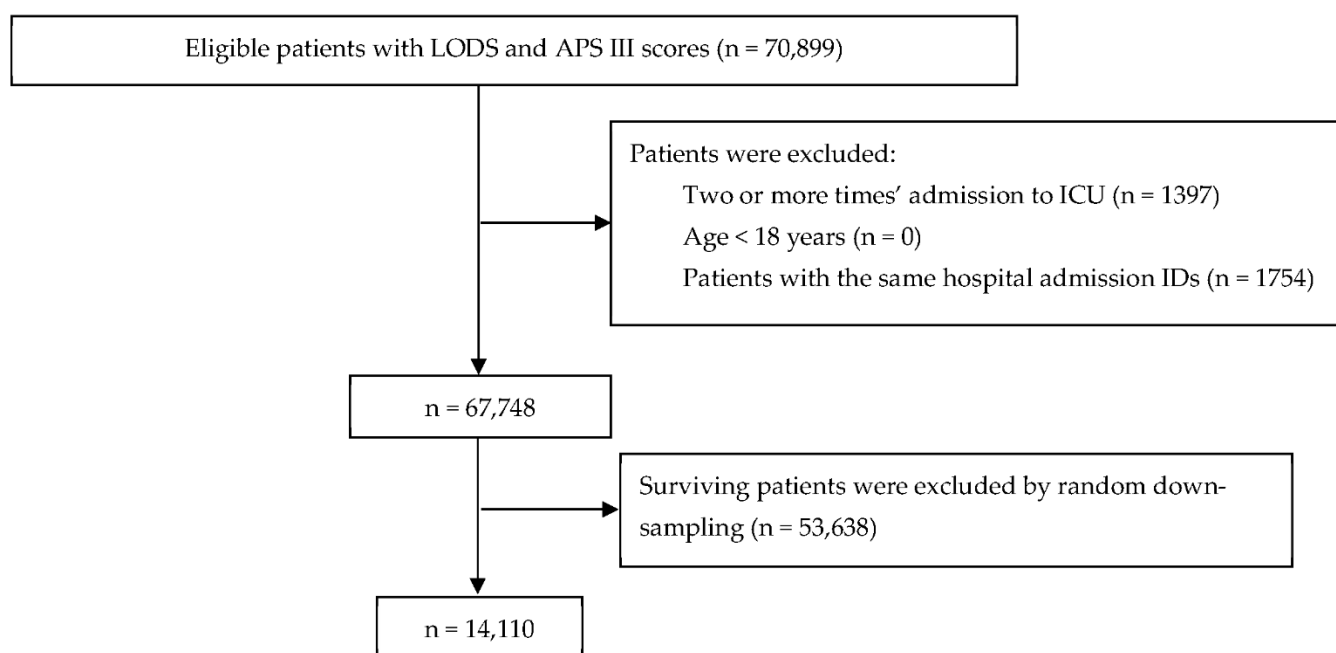 Eligible patients with LODS and APS III scores (n = 70,899)
Patients were excluded:
Two or more times’ admission to ICU (n = 1397)
Age < 18 years (n = 0)
Patients with the same hospital admission IDs (n = 1754)
n = 67,748
Surviving patients were excluded by random down-
sampling (n = 53,638)
n = 14,110